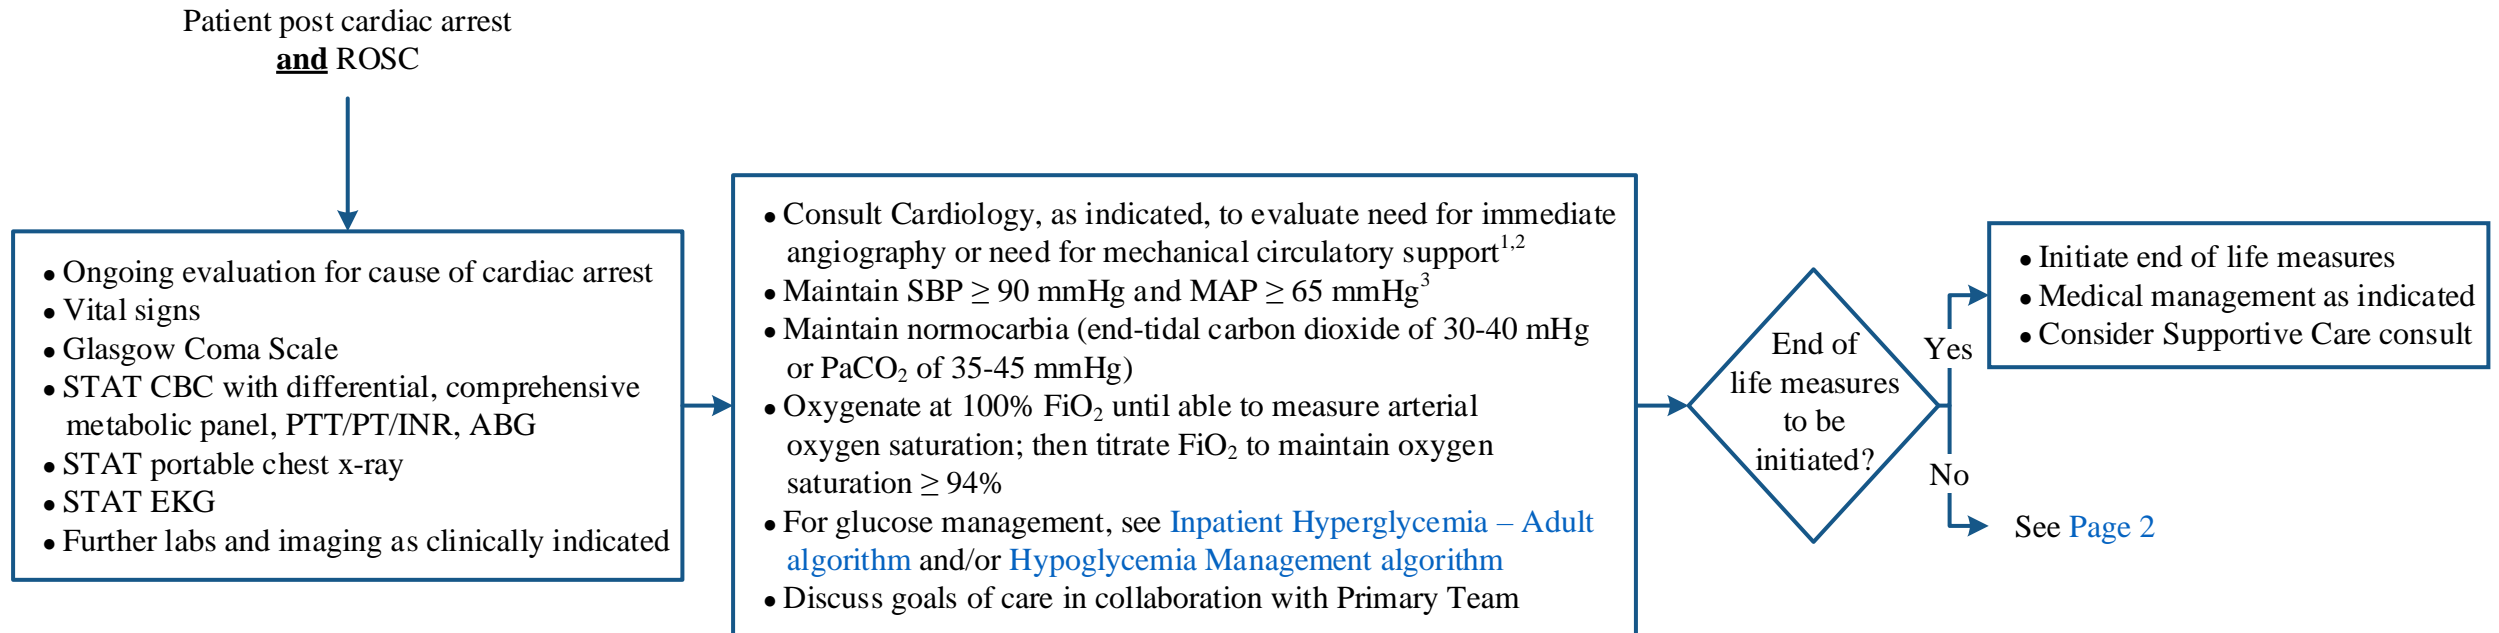 Patient post cardiac arrest
and ROSC
• Ongoing evaluation for cause of cardiac arrest
• Vital signs
• Glasgow Coma Scale
• STAT CBC with differential, comprehensive
metabolic panel, PTT/PT/INR, ABG
• STAT portable chest x-ray
• STAT EKG
• Further labs and imaging as clinically indicated
• Consult Cardiology, as indicated, to evaluate need for immediate
angiography or need for mechanical circulatory support¹,²
• Maintain SBP ≥ 90 mmHg and MAP ≥ 65 mmHg³
• Maintain normocarbia (end-tidal carbon dioxide of 30-40 mHg
or PaCO₂ of 35-45 mmHg)
• Oxygenate at 100% FiO₂ until able to measure arterial
oxygen saturation; then titrate FiO₂ to maintain oxygen
saturation ≥ 94%
• For glucose management, see Inpatient Hyperglycemia – Adult
algorithm and/or Hypoglycemia Management algorithm
• Discuss goals of care in collaboration with Primary Team
End of
life measures
to be
initiated?
Yes
• Initiate end of life measures
• Medical management as indicated
• Consider Supportive Care consult
No
See Page 2